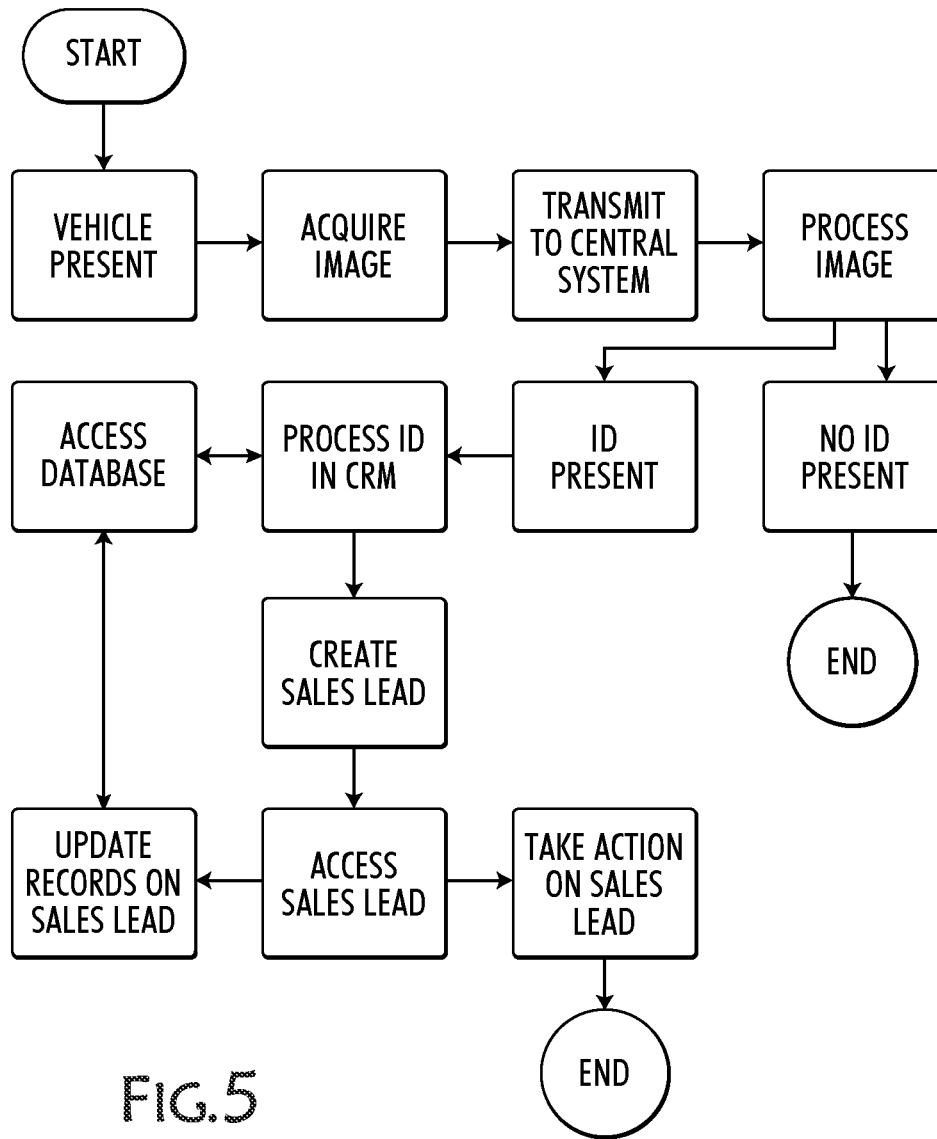 START
VEHICLE
PRESENT
ACQUIRE
IMAGE
TRANSMIT
TO CENTRAL
SYSTEM
PROCESS
IMAGE
ACCESS
DATABASE
PROCESS ID
IN CRM
ID
PRESENT
NO ID
PRESENT
CREATE
SALES LEAD
END
UPDATE
RECORDS ON
SALES LEAD
ACCESS
SALES LEAD
TAKE ACTION
ON SALES
LEAD
END
FIG.5